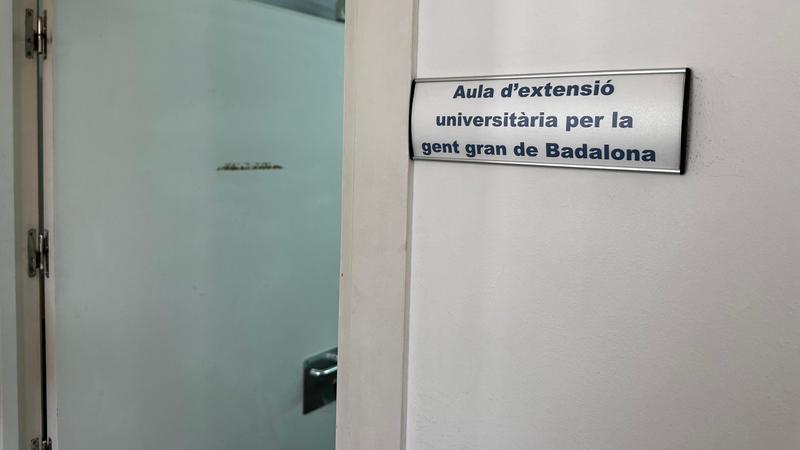 Aula d'extensió
universitària per la
gent gran de Badalona